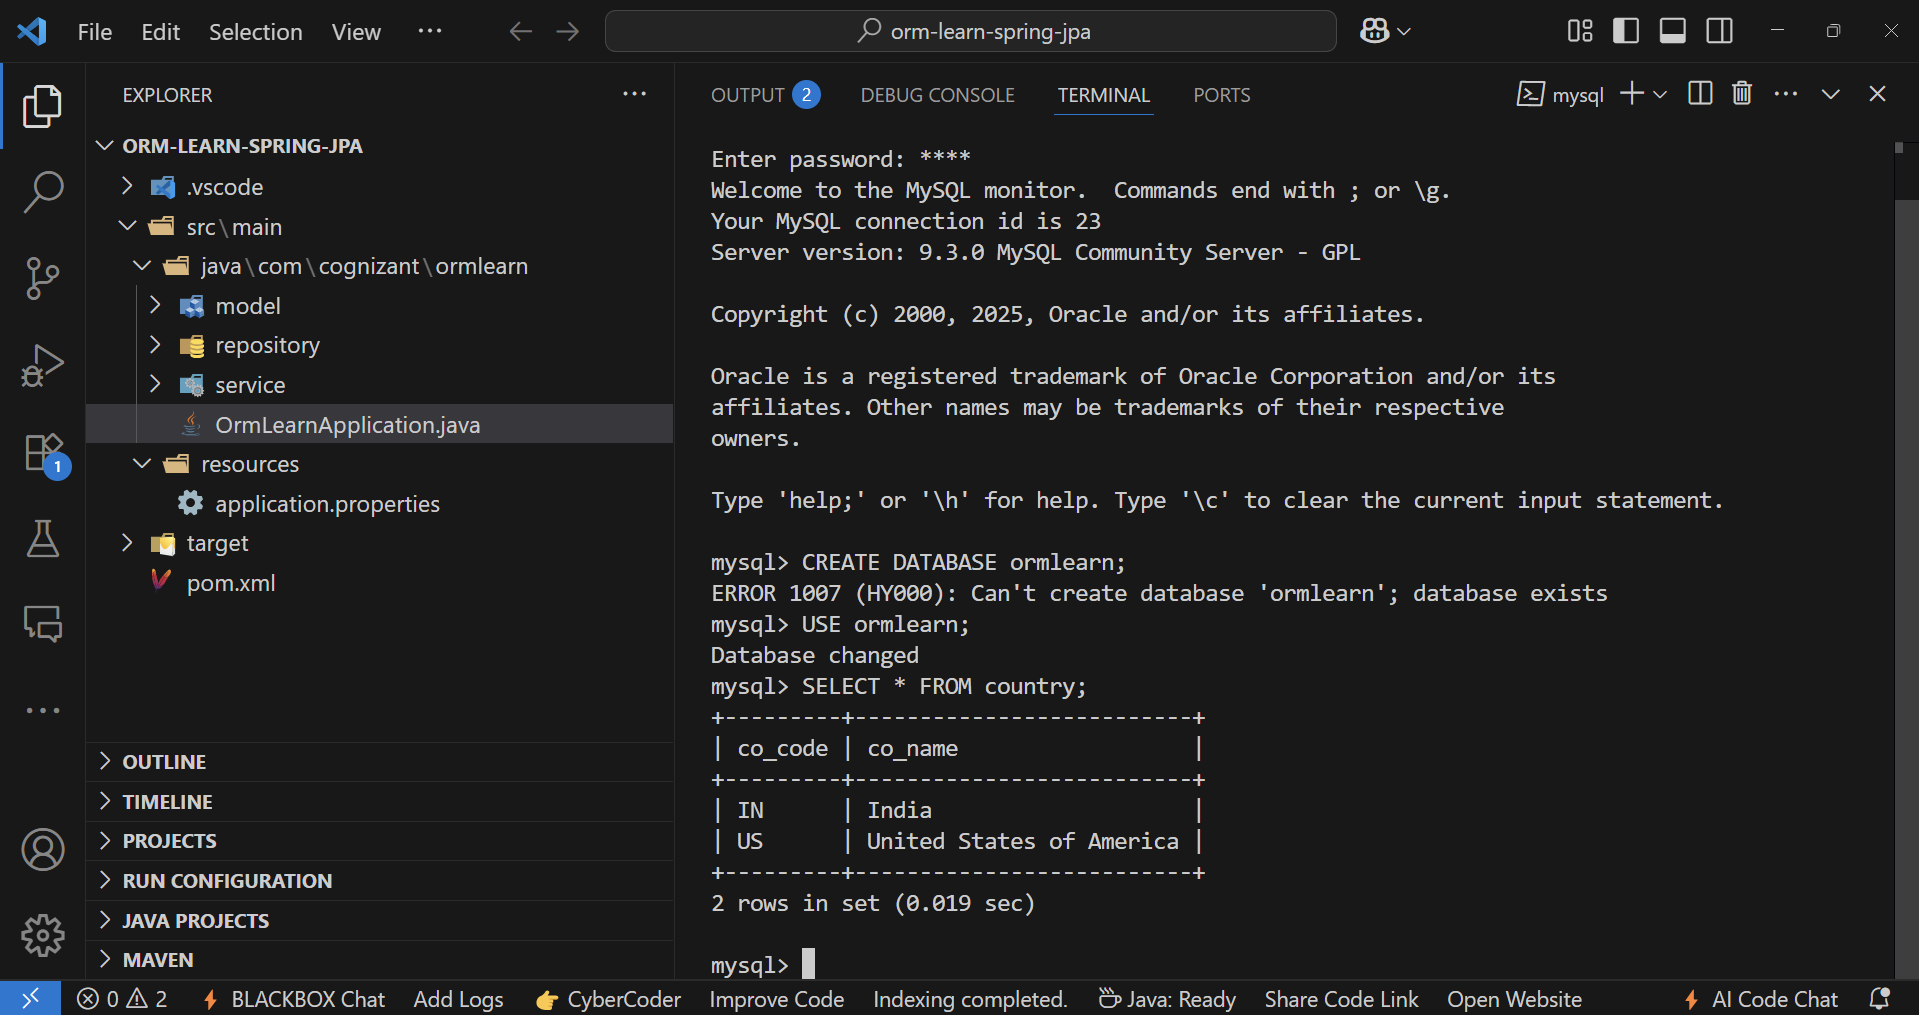 File Edit Selection View ··· orm-learn-spring-jpa
EXPLORER ···
ORM-LEARN-SPRING-JPA
.vscode
src\main
java\com\cognizant\ormlearn
model
repository
service
OrmLearnApplication.java
resources
application.properties
target
pom.xml
OUTLINE
TIMELINE
PROJECTS
RUN CONFIGURATION
JAVA PROJECTS
MAVEN
1
OUTPUT 2 DEBUG CONSOLE TERMINAL PORTS mysql
Enter password: ****
Welcome to the MySQL monitor.  Commands end with ; or \g.
Your MySQL connection id is 23
Server version: 9.3.0 MySQL Community Server - GPL
Copyright (c) 2000, 2025, Oracle and/or its affiliates.
Oracle is a registered trademark of Oracle Corporation and/or its
affiliates. Other names may be trademarks of their respective
owners.
Type 'help;' or '\h' for help. Type '\c' to clear the current input statement.
mysql> CREATE DATABASE ormlearn;
ERROR 1007 (HY000): Can't create database 'ormlearn'; database exists
mysql> USE ormlearn;
Database changed
mysql> SELECT * FROM country;
+---------+--------------------------+
| co_code | co_name                  |
+---------+--------------------------+
| IN      | India                    |
| US      | United States of America |
+---------+--------------------------+
2 rows in set (0.019 sec)
mysql>
0 2 BLACKBOX Chat Add Logs CyberCoder Improve Code Indexing completed. Java: Ready Share Code Link Open Website AI Code Chat